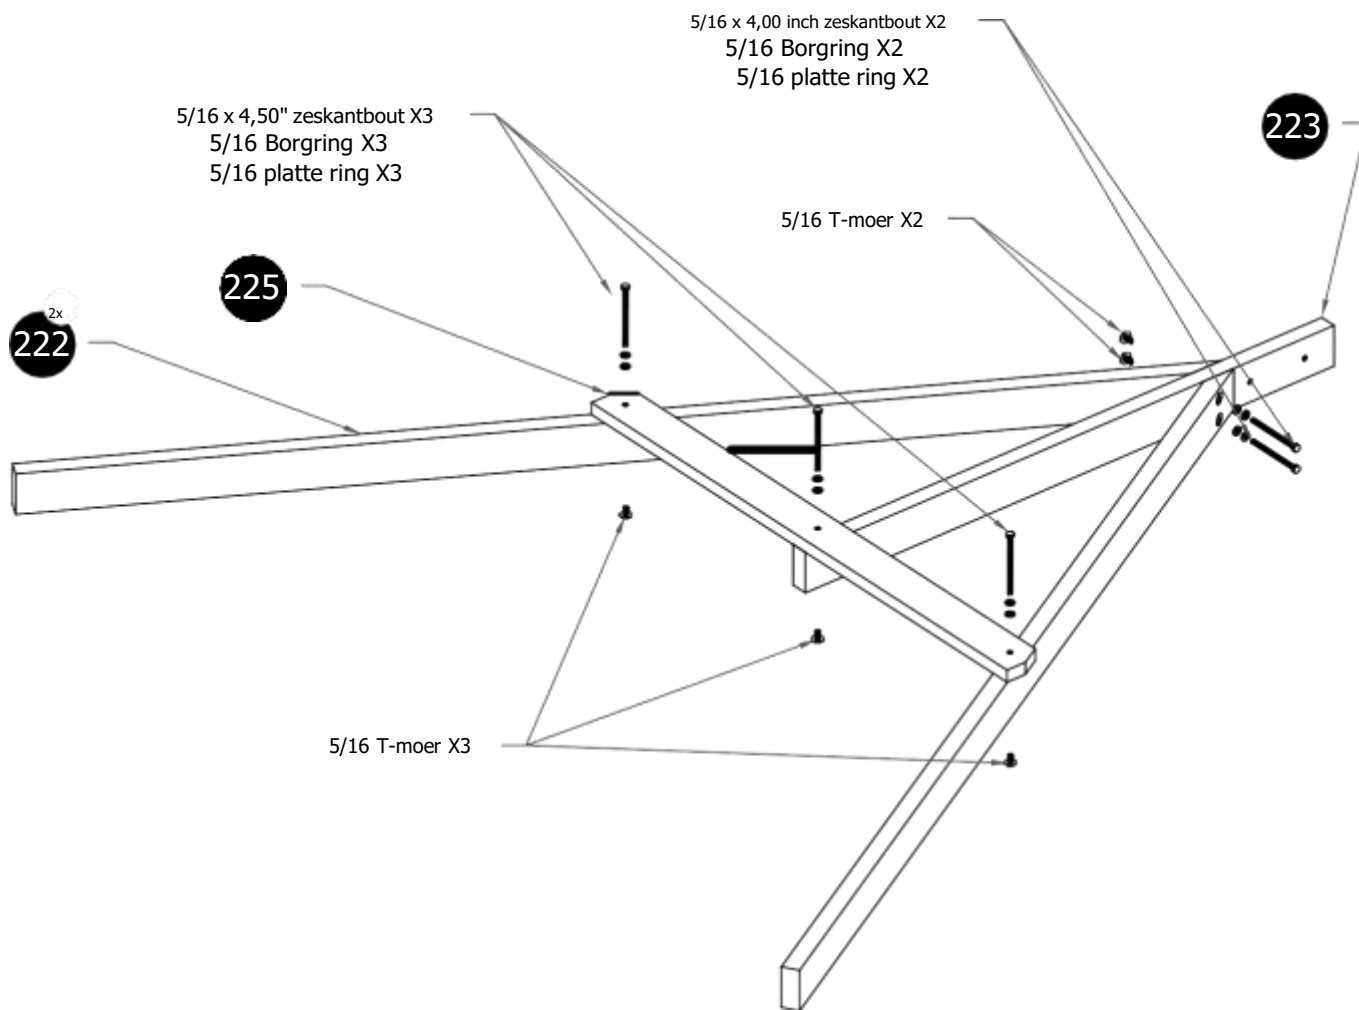 5/16 x 4,00 inch zeskantbout X2
5/16 Borgring X2
5/16 platte ring X2
5/16 x 4,50" zeskantbout X3
5/16 Borgring X3
5/16 platte ring X3
223
5/16 T-moer X2
225
2x
222
5/16 T-moer X3